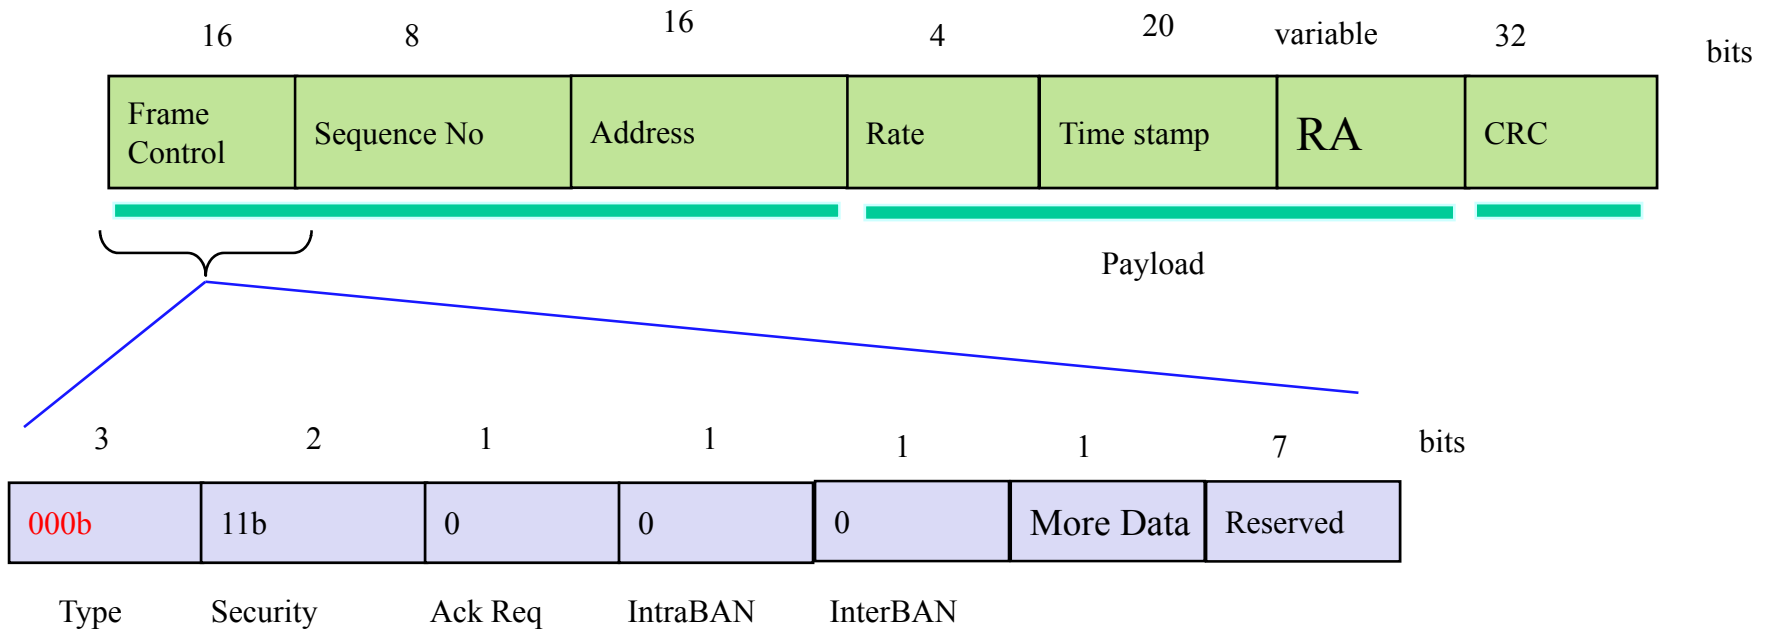 16 8 16 4 20 variable 32 bits
Frame Control Sequence No Address Rate Time stamp RA CRC
Payload
3 2 1 1 1 1 7 bits
000b 11b 0 0 0 More Data Reserved
Type Security Ack Req IntraBAN InterBAN